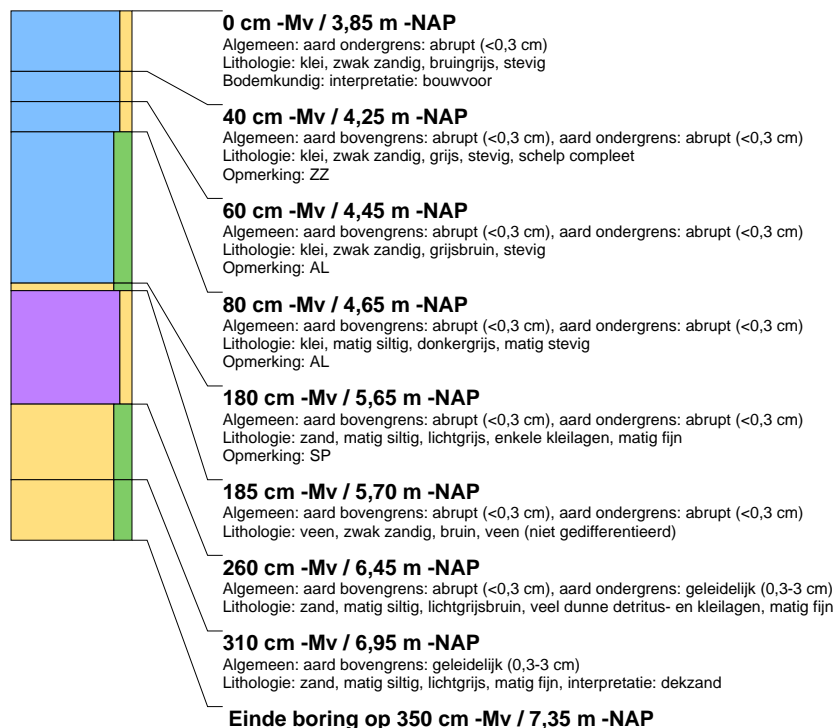 0 cm -Mv / 3,85 m -NAP
Algemeen: aard ondergrens: abrupt (<0,3 cm)
Lithologie: klei, zwak zandig, bruingrijs, stevig
Bodemkundig: interpretatie: bouwvoor
40 cm -Mv / 4,25 m -NAP
Algemeen: aard bovengrens: abrupt (<0,3 cm), aard ondergrens: abrupt (<0,3 cm)
Lithologie: klei, zwak zandig, grijs, stevig, schelp compleet
Opmerking: ZZ
60 cm -Mv / 4,45 m -NAP
Algemeen: aard bovengrens: abrupt (<0,3 cm), aard ondergrens: abrupt (<0,3 cm)
Lithologie: klei, zwak zandig, grijsbruin, stevig
Opmerking: AL
80 cm -Mv / 4,65 m -NAP
Algemeen: aard bovengrens: abrupt (<0,3 cm), aard ondergrens: abrupt (<0,3 cm)
Lithologie: klei, matig siltig, donkergrijs, matig stevig
Opmerking: AL
180 cm -Mv / 5,65 m -NAP
Algemeen: aard bovengrens: abrupt (<0,3 cm), aard ondergrens: abrupt (<0,3 cm)
Lithologie: zand, matig siltig, lichtgrijs, enkele kleilagen, matig fijn
Opmerking: SP
185 cm -Mv / 5,70 m -NAP
Algemeen: aard bovengrens: abrupt (<0,3 cm), aard ondergrens: abrupt (<0,3 cm)
Lithologie: veen, zwak zandig, bruin, veen (niet gedifferentieerd)
260 cm -Mv / 6,45 m -NAP
Algemeen: aard bovengrens: abrupt (<0,3 cm), aard ondergrens: geleidelijk (0,3-3 cm)
Lithologie: zand, matig siltig, lichtgrijsbruin, veel dunne detritus- en kleilagen, matig fijn
310 cm -Mv / 6,95 m -NAP
Algemeen: aard bovengrens: geleidelijk (0,3-3 cm)
Lithologie: zand, matig siltig, lichtgrijs, matig fijn, interpretatie: dekzand
Einde boring op 350 cm -Mv / 7,35 m -NAP